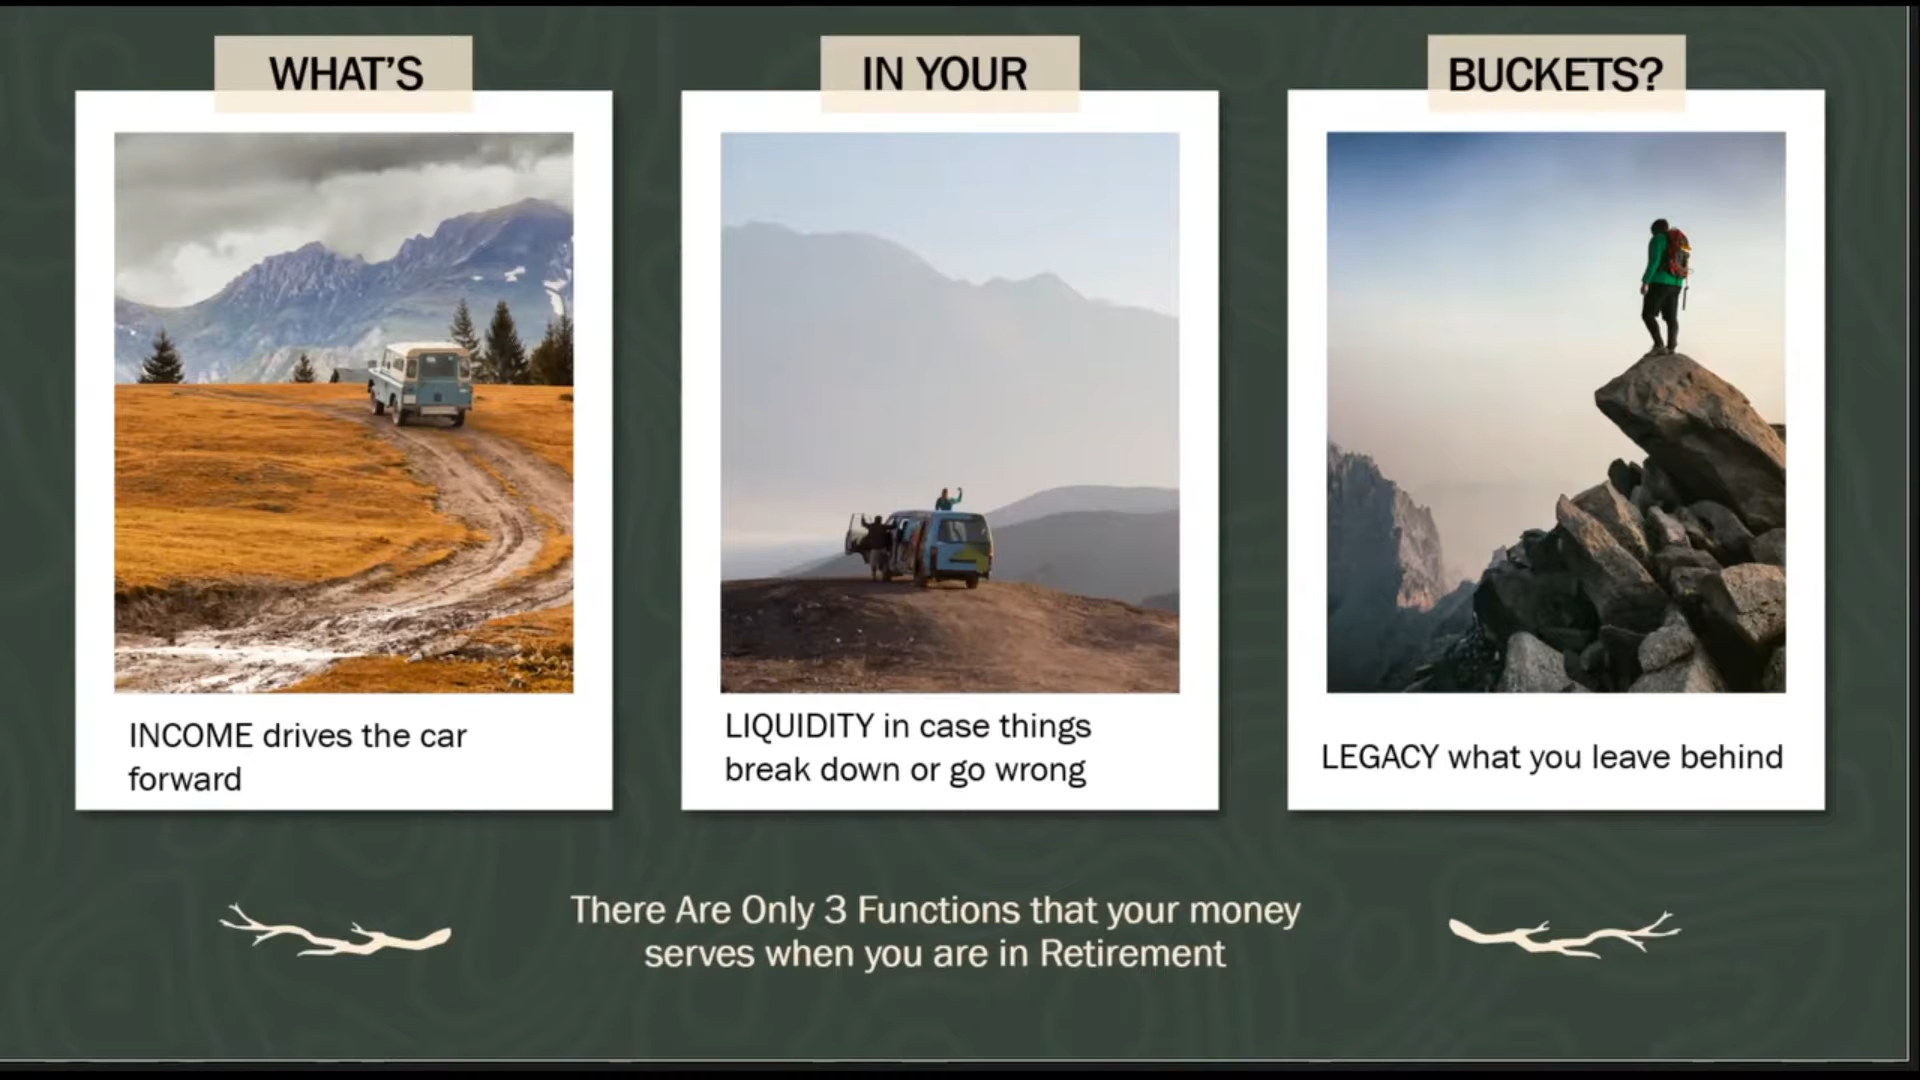 WHAT'S
IN YOUR
BUCKETS?
INCOME drives the car
forward
LIQUIDITY in case things
break down or go wrong
LEGACY what you leave behind
There Are Only 3 Functions that your money
serves when you are in Retirement